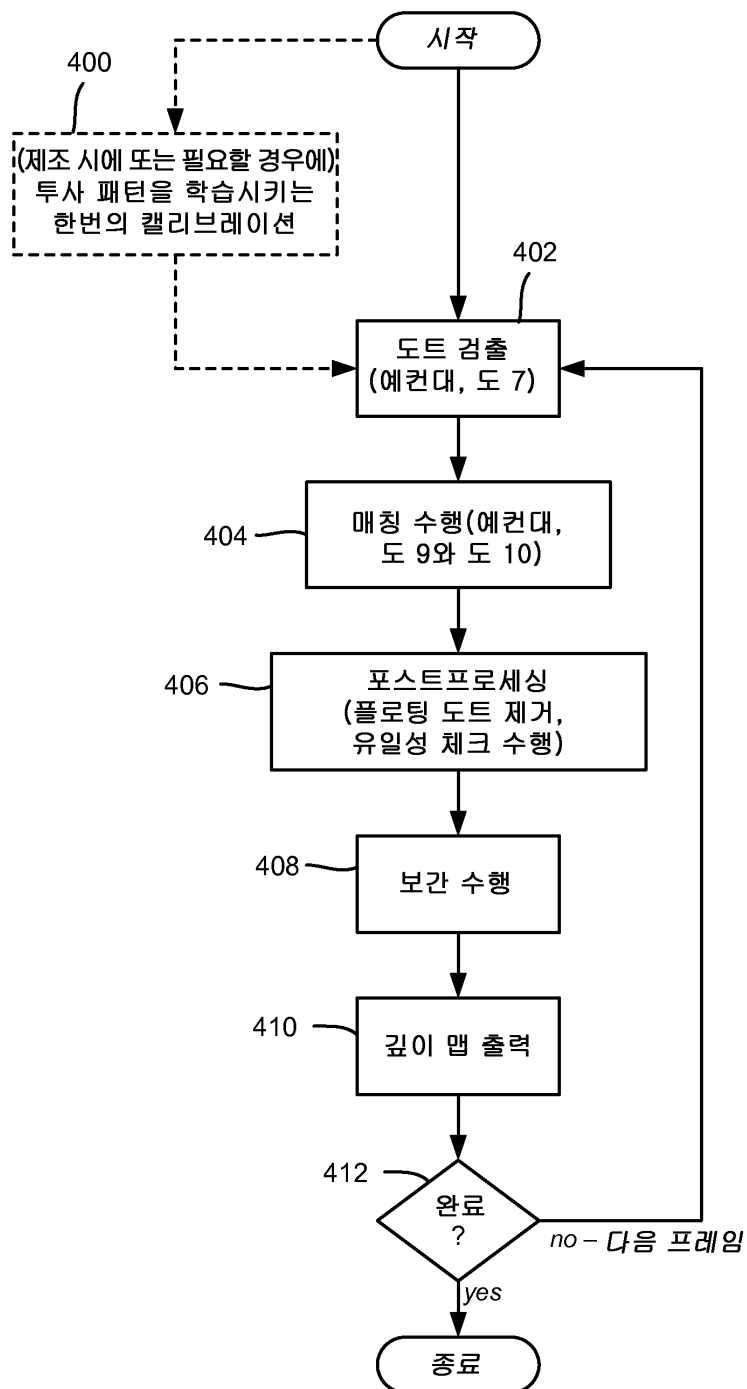 시작
400
(제조 시에 또는 필요할 경우에)
투사 패턴을 학습시키는
한번의 캘리브레이션
402
도트 검출
(예컨대, 도 7)
404
매칭 수행(예컨대,
도 9와 도 10)
406
포스트프로세싱
(플로팅 도트 제거,
유일성 체크 수행)
408
보간 수행
410
깊이 맵 출력
412
완료
?
no – 다음 프레임
yes
종료